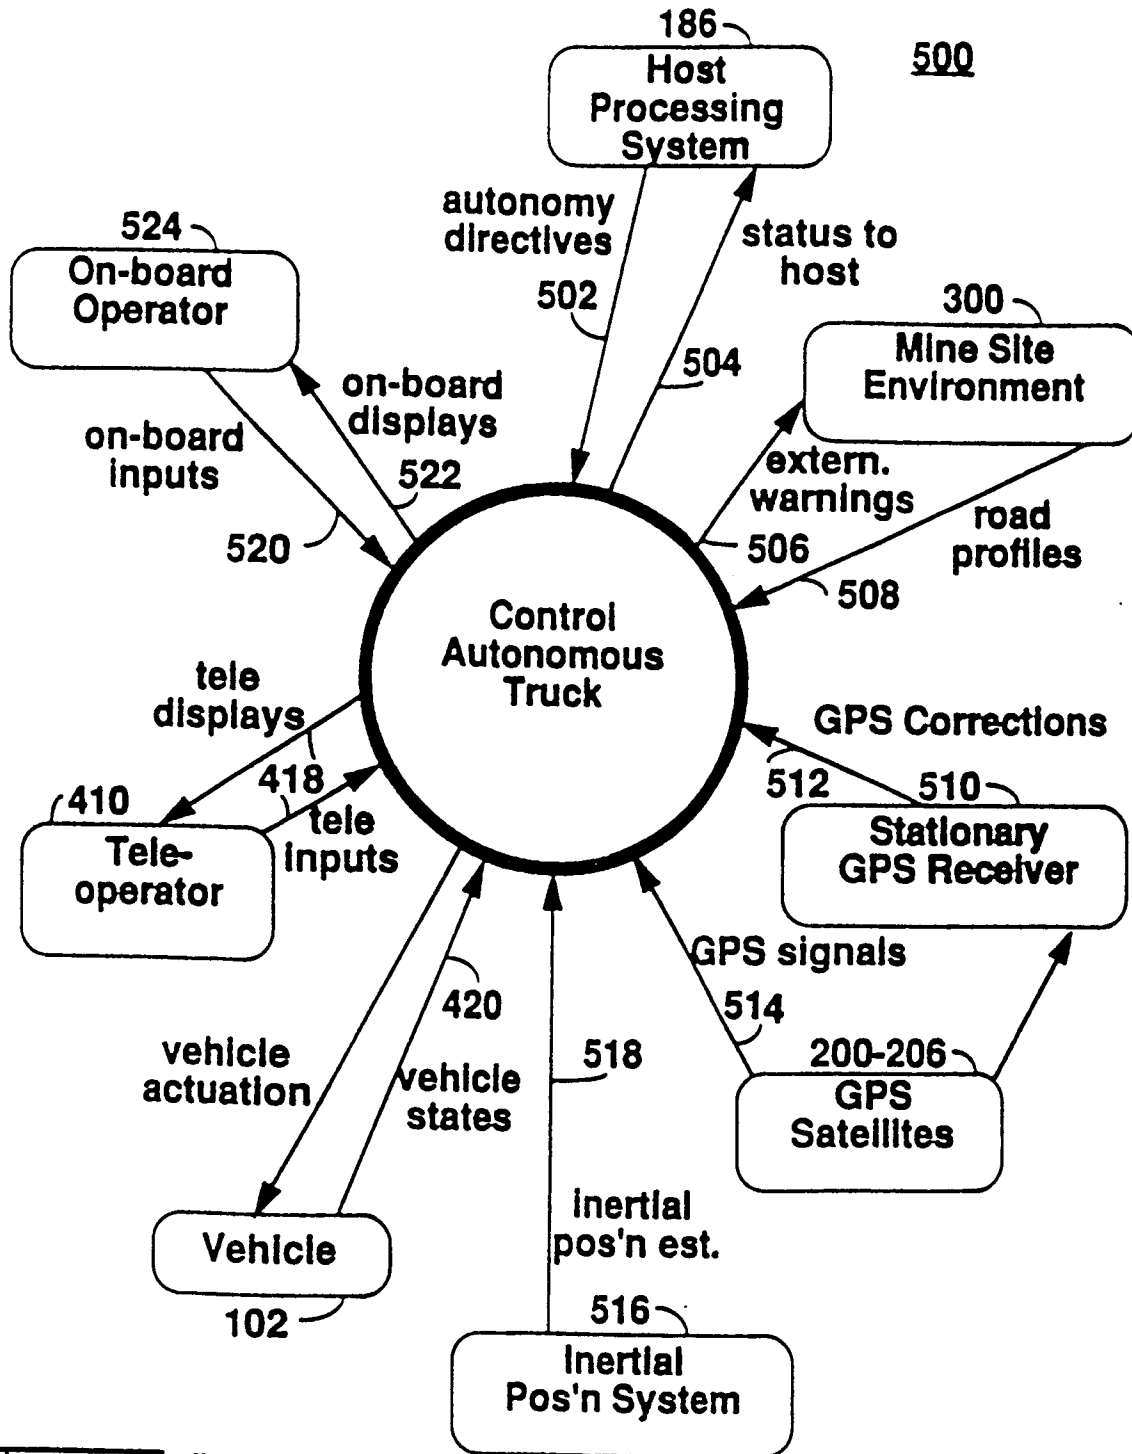 186
500
Host
Processing
System
autonomy
directives
502
status to
host
504
524
On-board
Operator
on-board
displays
522
on-board
inputs
520
300
Mine Site
Environment
extern.
warnings
506
road
profiles
508
Control
Autonomous
Truck
tele
displays
418
410
tele
inputs
Tele-
operator
GPS Corrections
512
510
Stationary
GPS Receiver
GPS signals
514
200-206
GPS
Satellites
420
vehicle
actuation
vehicle
states
518
Vehicle
102
inertial
pos'n est.
516
Inertial
Pos'n System